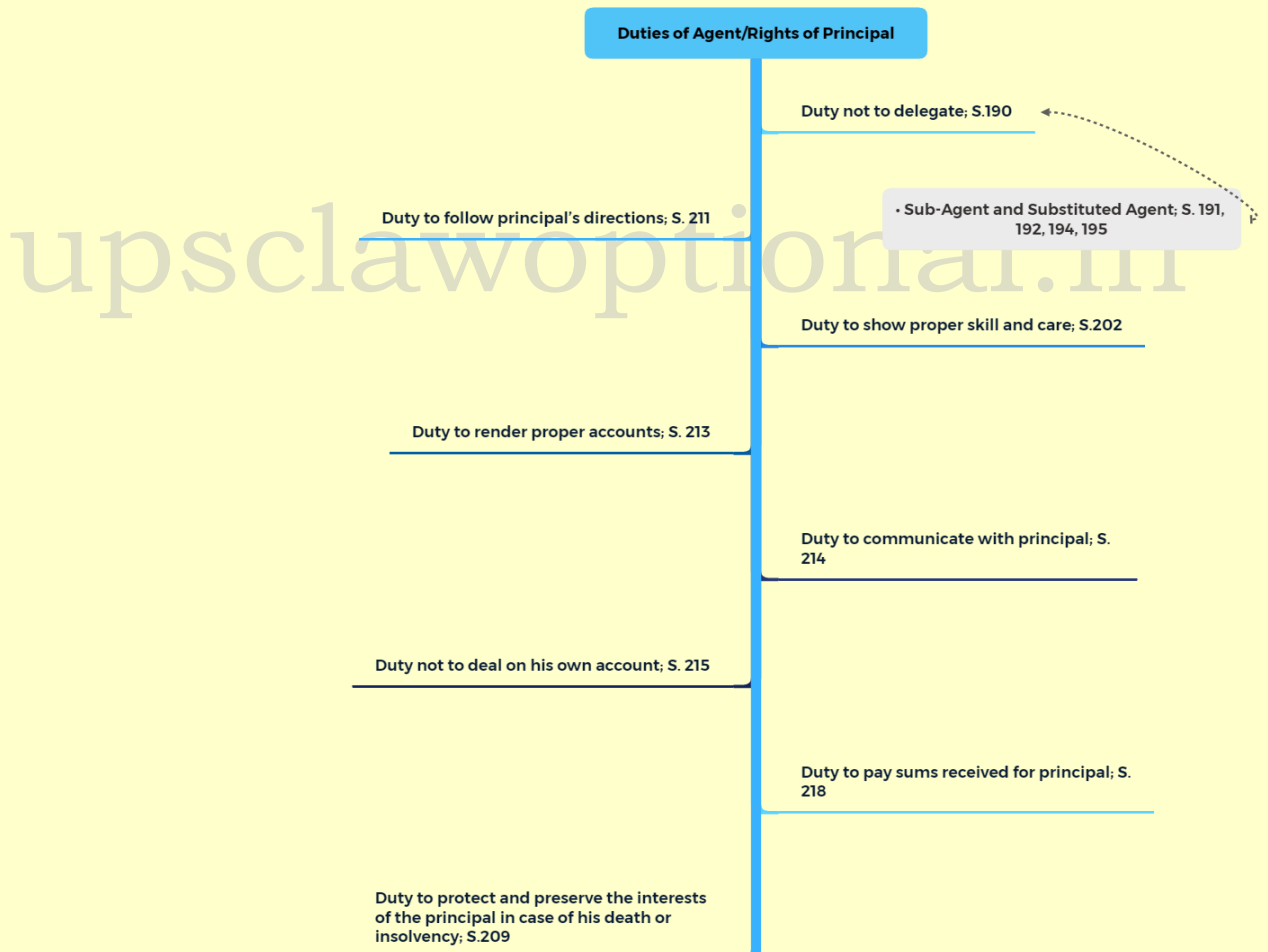 Duties of Agent/Rights of Principal
Duty not to delegate; S.190
• Sub-Agent and Substituted Agent; S. 191,
192, 194, 195
Duty to follow principal's directions; S. 211
upsclawoptional.in
Duty to show proper skill and care; S.202
Duty to render proper accounts; S. 213
Duty to communicate with principal; S.
214
Duty not to deal on his own account; S. 215
Duty to pay sums received for principal; S.
218
Duty to protect and preserve the interests
of the principal in case of his death or
insolvency; S.209